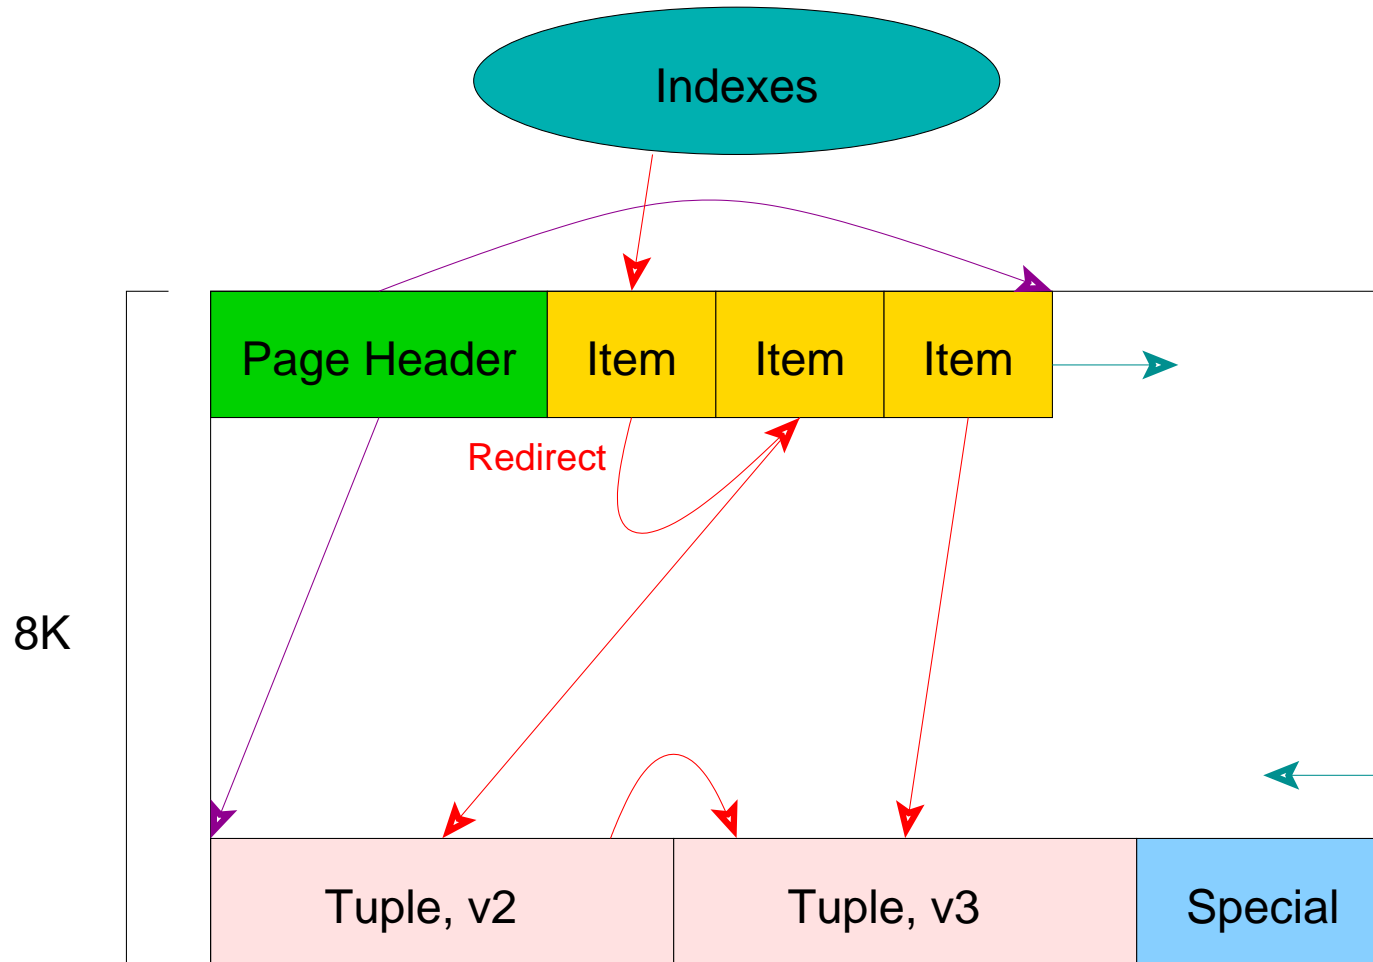 Indexes
Page Header Item Item Item
Redirect
8K
Tuple, v2 Tuple, v3 Special